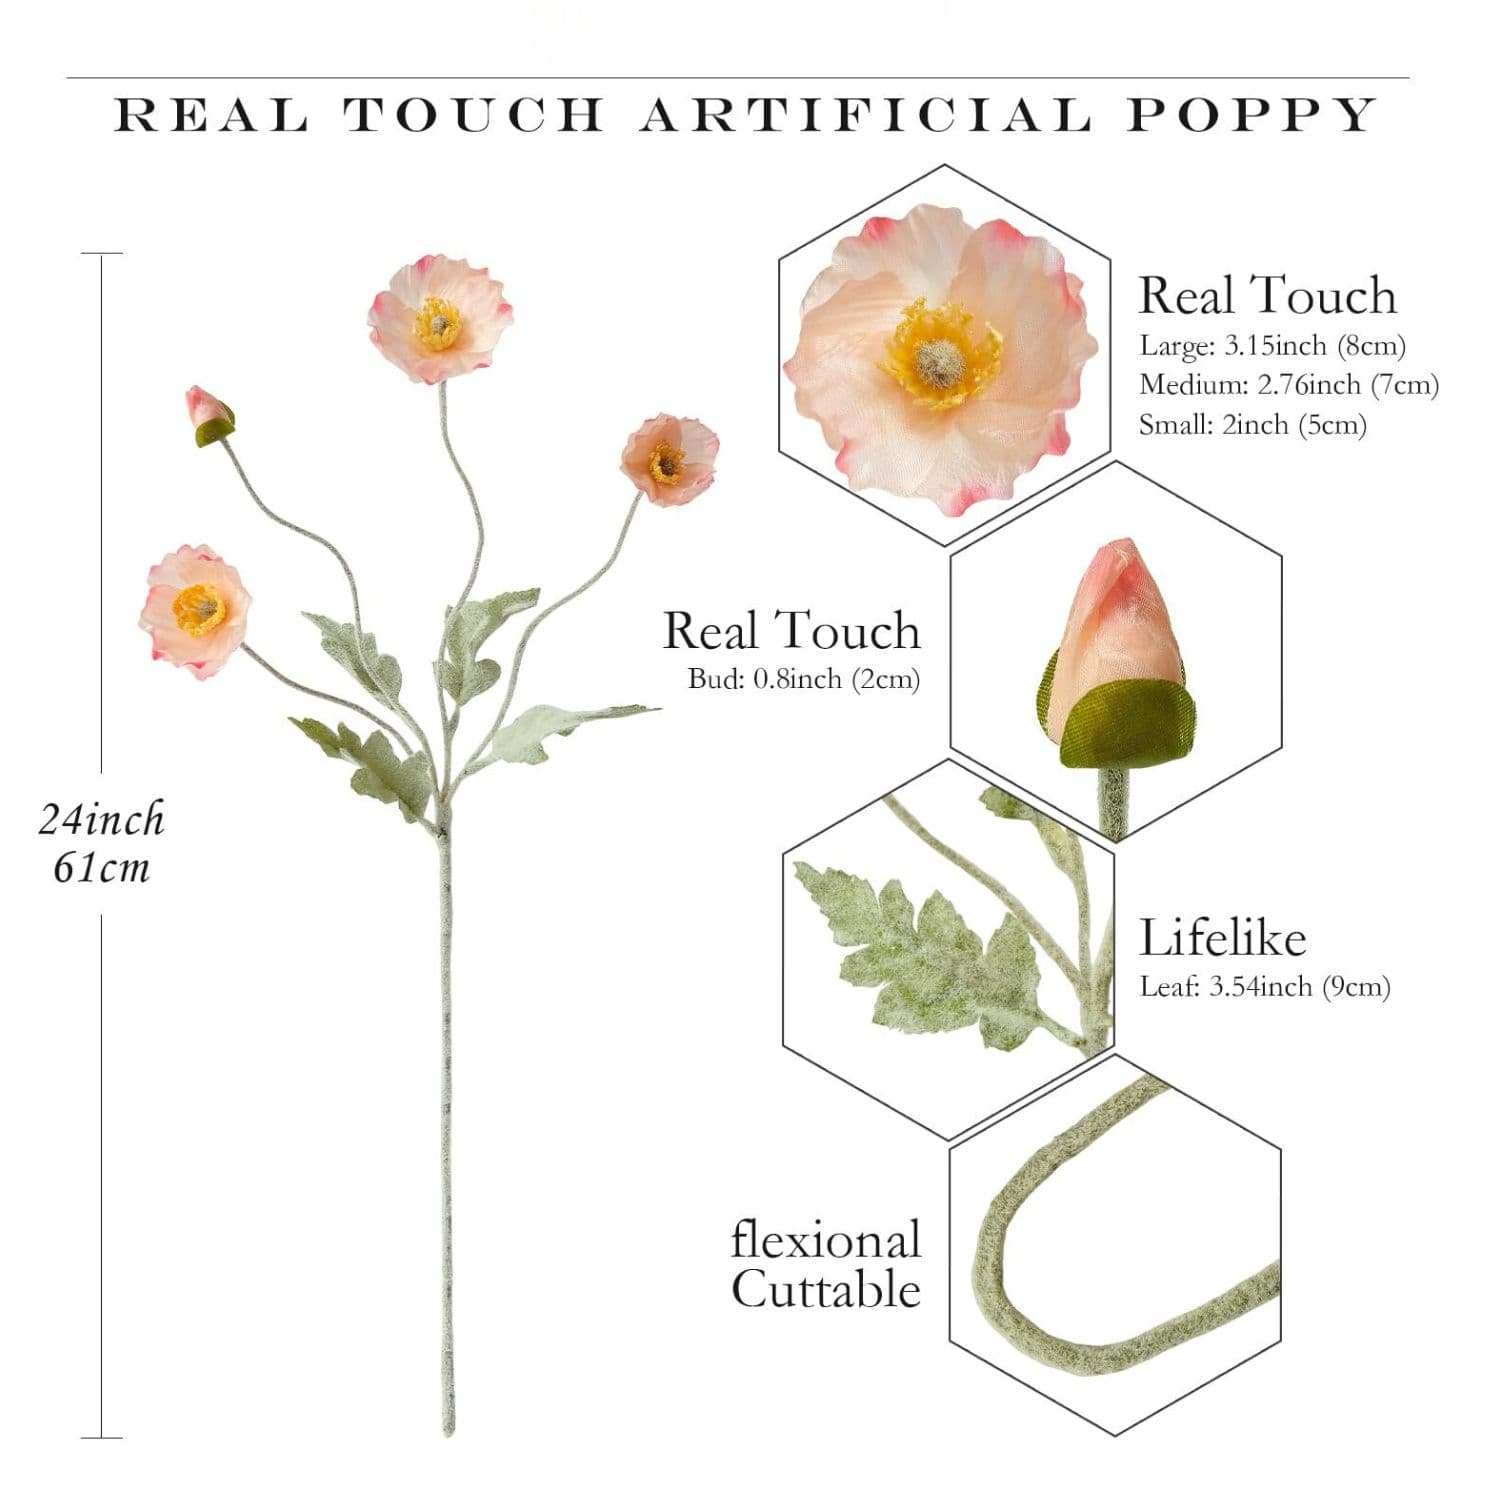 REAL TOUCH ARTIFICIAL POPPY
Real Touch
Large: 3.15inch (8cm)
Medium: 2.76inch (7cm)
Small: 2inch (5cm)
Real Touch
Bud: 0.8inch (2cm)
24inch
61cm
Lifelike
Leaf: 3.54inch (9cm)
flexional
Cuttable